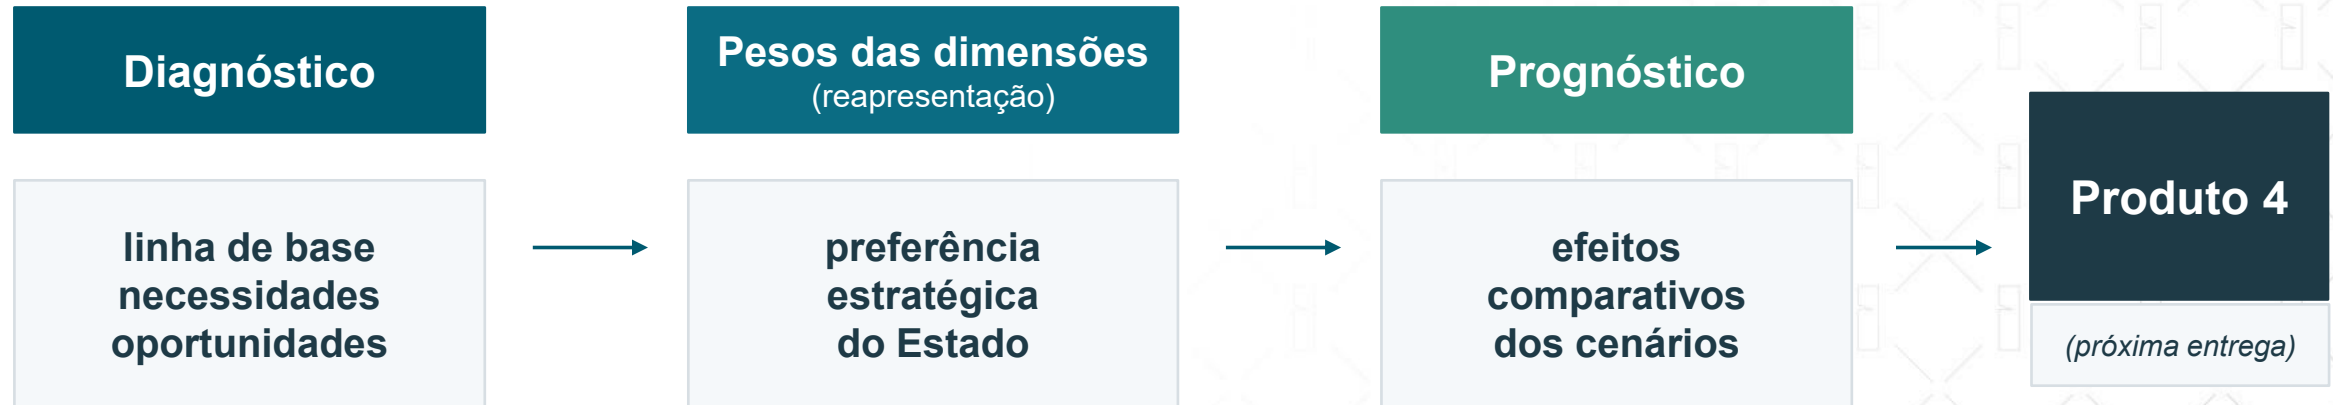 Diagnóstico
linha de base
necessidades
oportunidades
Pesos das dimensões
(reapresentação)
preferência
estratégica
do Estado
Prognóstico
efeitos
comparativos
dos cenários
Produto 4
(próxima entrega)